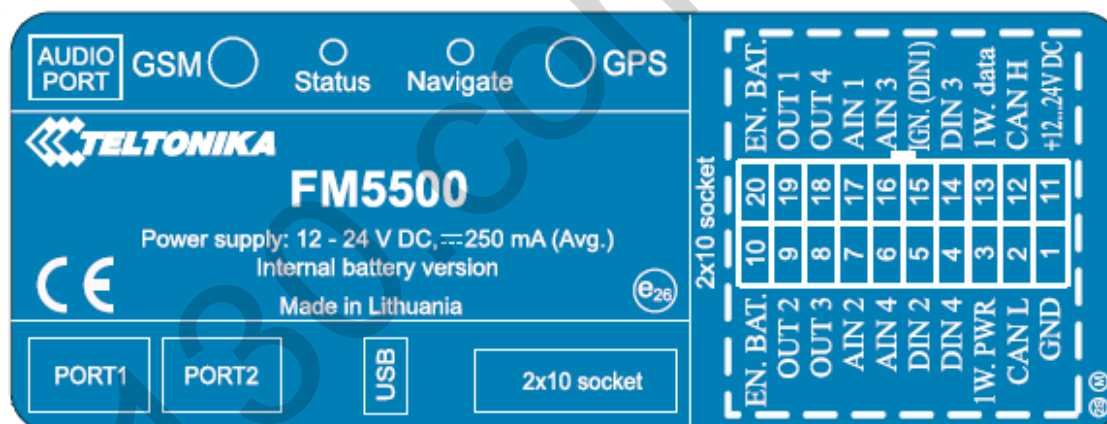 AUDIO PORT
GSM
Status
Navigate
GPS
TELTONIKA
FM5500
Power supply: 12 - 24 V DC, ⎓250 mA (Avg.)
Internal battery version
Made in Lithuania
CE
e26
PORT1
PORT2
USB
2x10 socket
2x10 socket
EN. BAT.
OUT 1
OUT 4
AIN 1
AIN 3
IGN. (DIN1)
DIN 3
1W. data
CAN H
+12...24V DC
20 19 18 17 16 15 14 13 12 11
10 9 8 7 6 5 4 3 2 1
EN. BAT.
OUT 2
OUT 3
AIN 2
AIN 4
DIN 2
DIN 4
1W. PWR
CAN L
GND